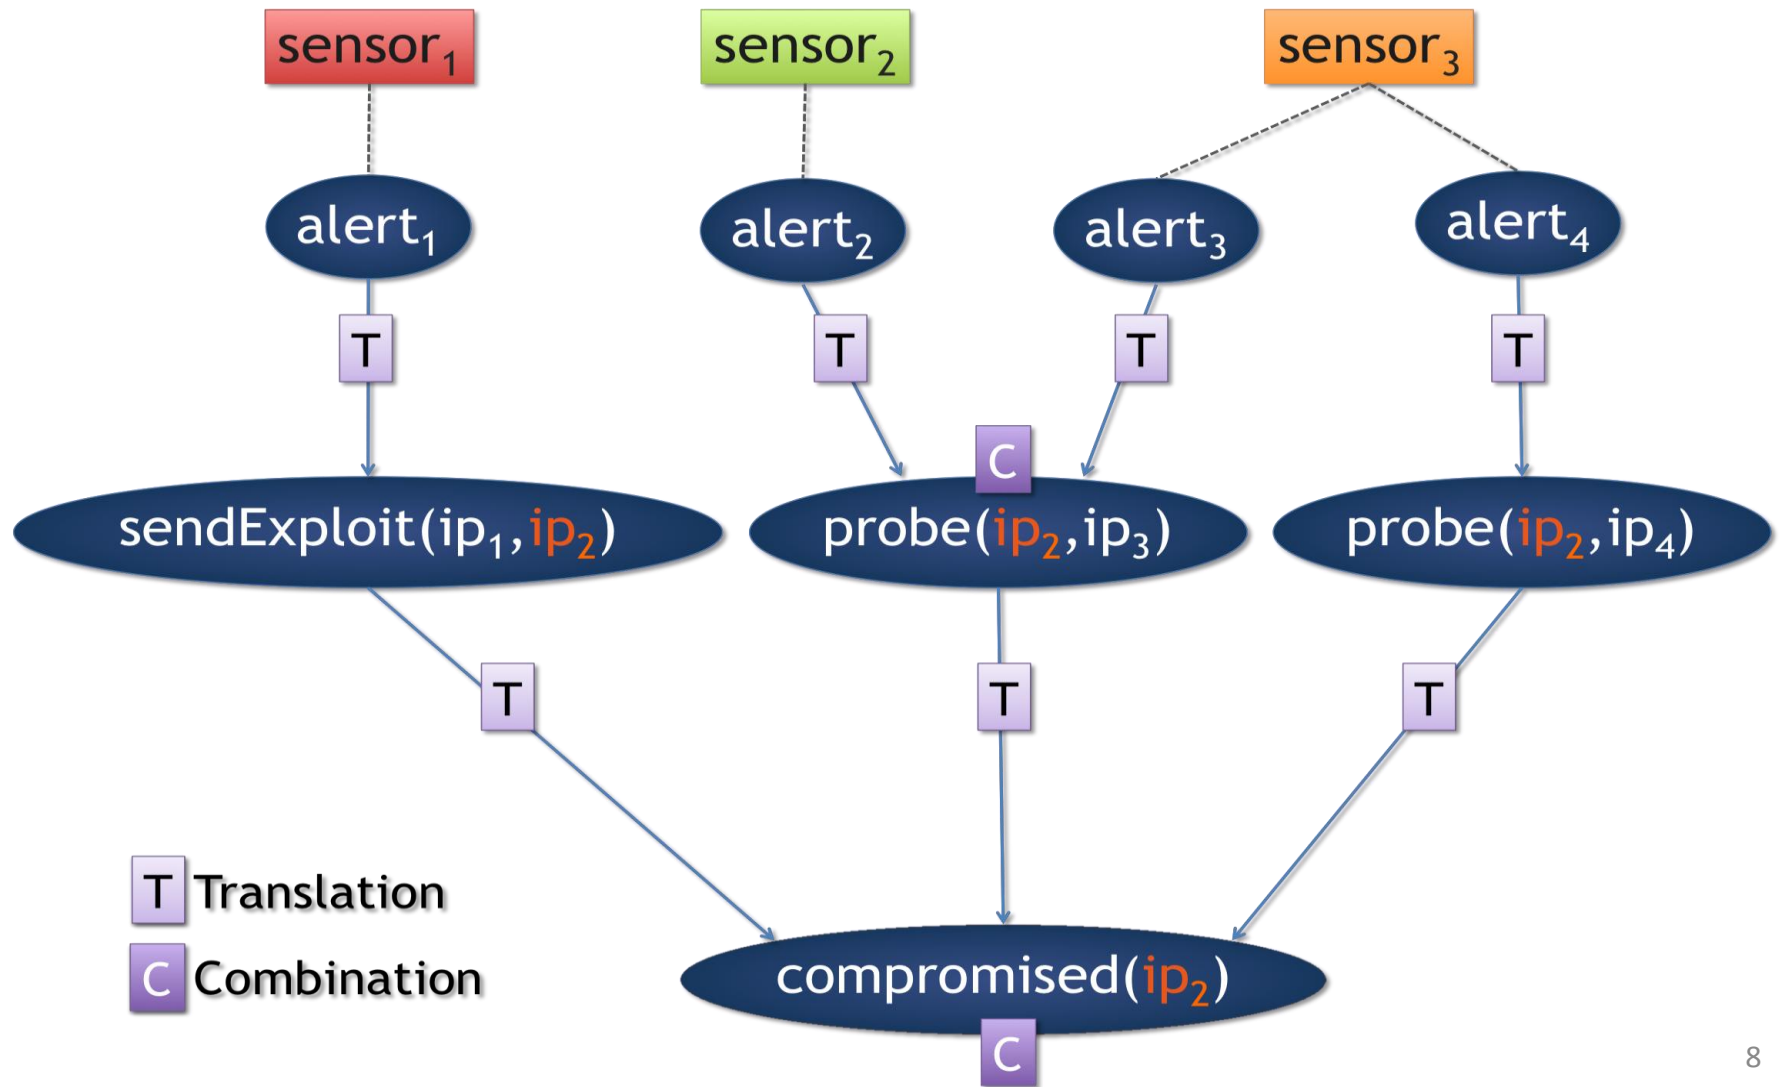 sensor₁ sensor₂ sensor₃
alert₁ alert₂ alert₃ alert₄
T T T T
C
sendExploit(ip₁,ip₂) probe(ip₂,ip₃) probe(ip₂,ip₄)
T T T
T Translation
C Combination
compromised(ip₂)
C
8